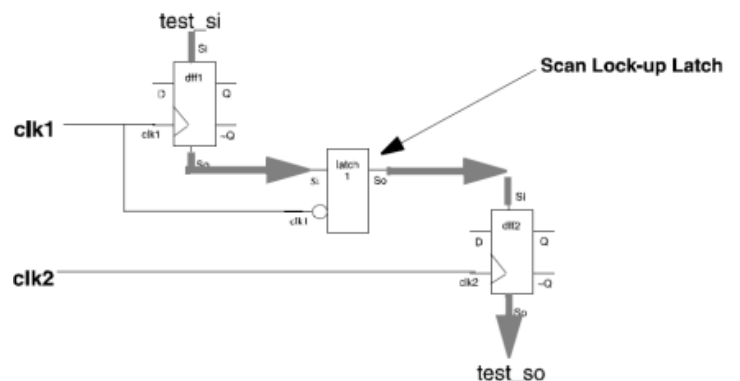 test_si
Si
dff1
D
Q
clk1
clk1
~Q
So
Scan Lock-up Latch
latch
1
Si
So
clk1
Si
dff2
D
Q
clk2
clk2
~Q
So
test_so